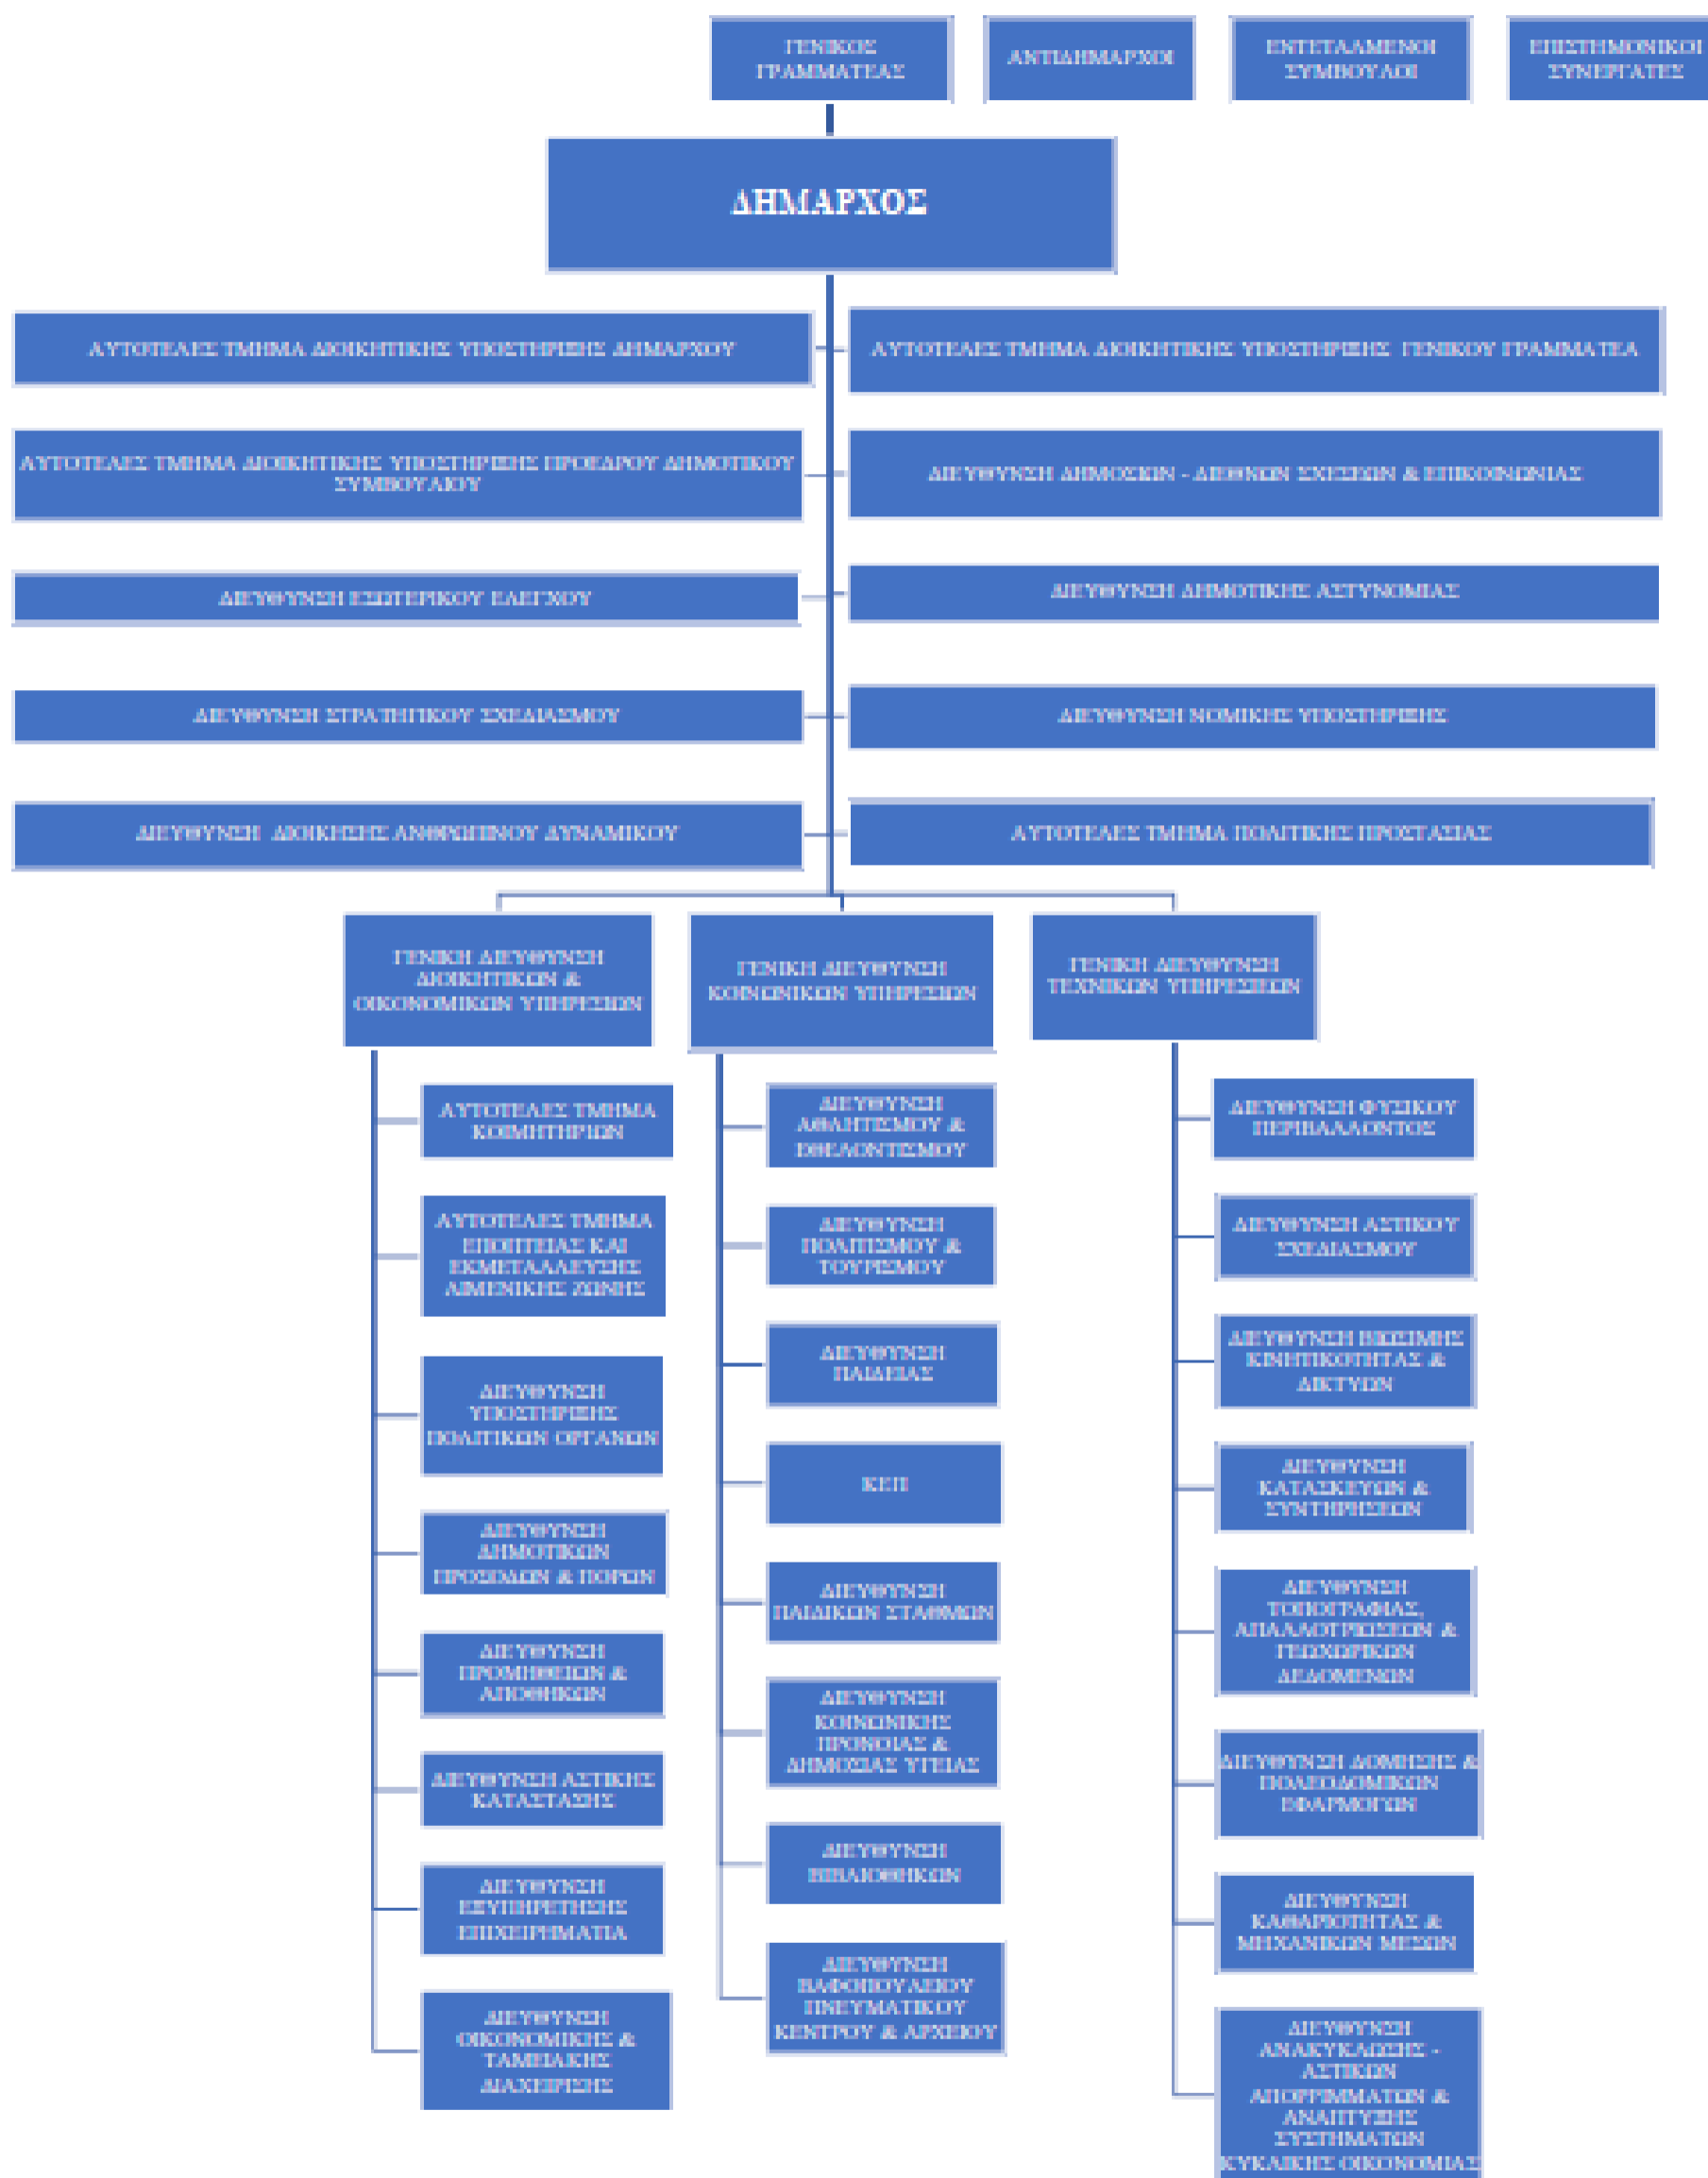 ΓΕΝΙΚΟΣ
ΓΡΑΜΜΑΤΕΑΣ
ΑΝΤΙΔΗΜΑΡΧΟΙ
ΕΝΤΕΤΑΛΜΕΝΟΙ
ΣΥΜΒΟΥΛΟΙ
ΕΠΙΣΤΗΜΟΝΙΚΟΙ
ΣΥΝΕΡΓΑΤΕΣ
ΔΗΜΑΡΧΟΣ
ΑΥΤΟΤΕΛΕΣ ΤΜΗΜΑ ΔΙΟΙΚΗΤΙΚΗΣ ΥΠΟΣΤΗΡΙΞΗΣ ΔΗΜΑΡΧΟΥ
ΑΥΤΟΤΕΛΕΣ ΤΜΗΜΑ ΔΙΟΙΚΗΤΙΚΗΣ ΥΠΟΣΤΗΡΙΞΗΣ ΓΕΝΙΚΟΥ ΓΡΑΜΜΑΤΕΑ
ΑΥΤΟΤΕΛΕΣ ΤΜΗΜΑ ΔΙΟΙΚΗΤΙΚΗΣ ΥΠΟΣΤΗΡΙΞΗΣ ΠΡΟΕΔΡΟΥ ΔΗΜΟΤΙΚΟΥ
ΣΥΜΒΟΥΛΙΟΥ
ΔΙΕΥΘΥΝΣΗ ΔΗΜΟΣΙΩΝ - ΔΙΕΘΝΩΝ ΣΧΕΣΕΩΝ & ΕΠΙΚΟΙΝΩΝΙΑΣ
ΔΙΕΥΘΥΝΣΗ ΕΣΩΤΕΡΙΚΟΥ ΕΛΕΓΧΟΥ
ΔΙΕΥΘΥΝΣΗ ΔΗΜΟΤΙΚΗΣ ΑΣΤΥΝΟΜΙΑΣ
ΔΙΕΥΘΥΝΣΗ ΣΤΡΑΤΗΓΙΚΟΥ ΣΧΕΔΙΑΣΜΟΥ
ΔΙΕΥΘΥΝΣΗ ΝΟΜΙΚΗΣ ΥΠΟΣΤΗΡΙΞΗΣ
ΔΙΕΥΘΥΝΣΗ ΔΙΟΙΚΗΣΗΣ ΑΝΘΡΩΠΙΝΟΥ ΔΥΝΑΜΙΚΟΥ
ΑΥΤΟΤΕΛΕΣ ΤΜΗΜΑ ΠΟΛΙΤΙΚΗΣ ΠΡΟΣΤΑΣΙΑΣ
ΓΕΝΙΚΗ ΔΙΕΥΘΥΝΣΗ
ΔΙΟΙΚΗΤΙΚΩΝ &
ΟΙΚΟΝΟΜΙΚΩΝ ΥΠΗΡΕΣΙΩΝ
ΓΕΝΙΚΗ ΔΙΕΥΘΥΝΣΗ
ΚΟΙΝΩΝΙΚΩΝ ΥΠΗΡΕΣΙΩΝ
ΓΕΝΙΚΗ ΔΙΕΥΘΥΝΣΗ
ΤΕΧΝΙΚΩΝ ΥΠΗΡΕΣΙΩΝ
ΑΥΤΟΤΕΛΕΣ ΤΜΗΜΑ
ΚΟΙΜΗΤΗΡΙΩΝ
ΑΥΤΟΤΕΛΕΣ ΤΜΗΜΑ
ΕΠΟΠΤΕΙΑΣ ΚΑΙ
ΕΚΜΕΤΑΛΛΕΥΣΗΣ
ΛΙΜΕΝΙΚΗΣ ΖΩΝΗΣ
ΔΙΕΥΘΥΝΣΗ
ΥΠΟΣΤΗΡΙΞΗΣ
ΠΟΛΙΤΙΚΩΝ ΟΡΓΑΝΩΝ
ΔΙΕΥΘΥΝΣΗ
ΔΗΜΟΤΙΚΩΝ
ΠΡΟΣΟΔΩΝ & ΠΟΡΩΝ
ΔΙΕΥΘΥΝΣΗ
ΠΡΟΜΗΘΕΙΩΝ &
ΑΠΟΘΗΚΩΝ
ΔΙΕΥΘΥΝΣΗ ΑΣΤΙΚΗΣ
ΚΑΤΑΣΤΑΣΗΣ
ΔΙΕΥΘΥΝΣΗ
ΕΞΥΠΗΡΕΤΗΣΗΣ
ΕΠΙΧΕΙΡΗΜΑΤΙΑ
ΔΙΕΥΘΥΝΣΗ
ΟΙΚΟΝΟΜΙΚΗΣ &
ΤΑΜΕΙΑΚΗΣ
ΔΙΑΧΕΙΡΙΣΗΣ
ΔΙΕΥΘΥΝΣΗ
ΑΘΛΗΤΙΣΜΟΥ &
ΕΘΕΛΟΝΤΙΣΜΟΥ
ΔΙΕΥΘΥΝΣΗ
ΠΟΛΙΤΙΣΜΟΥ &
ΤΟΥΡΙΣΜΟΥ
ΔΙΕΥΘΥΝΣΗ
ΠΑΙΔΕΙΑΣ
ΚΕΠ
ΔΙΕΥΘΥΝΣΗ
ΠΑΙΔΙΚΩΝ ΣΤΑΘΜΩΝ
ΔΙΕΥΘΥΝΣΗ
ΚΟΙΝΩΝΙΚΗΣ
ΠΡΟΝΟΙΑΣ &
ΔΗΜΟΣΙΑΣ ΥΓΕΙΑΣ
ΔΙΕΥΘΥΝΣΗ
ΒΙΒΛΙΟΘΗΚΩΝ
ΔΙΕΥΘΥΝΣΗ
ΒΑΦΟΠΟΥΛΕΙΟΥ
ΠΝΕΥΜΑΤΙΚΟΥ
ΚΕΝΤΡΟΥ & ΑΡΧΕΙΟΥ
ΔΙΕΥΘΥΝΣΗ ΦΥΣΙΚΟΥ
ΠΕΡΙΒΑΛΛΟΝΤΟΣ
ΔΙΕΥΘΥΝΣΗ ΑΣΤΙΚΟΥ
ΣΧΕΔΙΑΣΜΟΥ
ΔΙΕΥΘΥΝΣΗ ΒΙΩΣΙΜΗΣ
ΚΙΝΗΤΙΚΟΤΗΤΑΣ &
ΔΙΚΤΥΩΝ
ΔΙΕΥΘΥΝΣΗ
ΚΑΤΑΣΚΕΥΩΝ &
ΣΥΝΤΗΡΗΣΕΩΝ
ΔΙΕΥΘΥΝΣΗ
ΤΟΠΟΓΡΑΦΙΑΣ,
ΑΠΑΛΛΟΤΡΙΩΣΕΩΝ &
ΓΕΩΧΩΡΙΚΩΝ
ΔΕΔΟΜΕΝΩΝ
ΔΙΕΥΘΥΝΣΗ ΔΟΜΗΣΗΣ &
ΠΟΛΕΟΔΟΜΙΚΩΝ
ΕΦΑΡΜΟΓΩΝ
ΔΙΕΥΘΥΝΣΗ
ΚΑΘΑΡΙΟΤΗΤΑΣ &
ΜΗΧΑΝΙΚΩΝ ΜΕΣΩΝ
ΔΙΕΥΘΥΝΣΗ
ΑΝΑΚΥΚΛΩΣΗΣ -
ΑΣΤΙΚΩΝ
ΑΠΟΡΡΙΜΜΑΤΩΝ &
ΑΝΑΠΤΥΞΗΣ
ΣΥΣΤΗΜΑΤΩΝ
ΚΥΚΛΙΚΗΣ ΟΙΚΟΝΟΜΙΑΣ